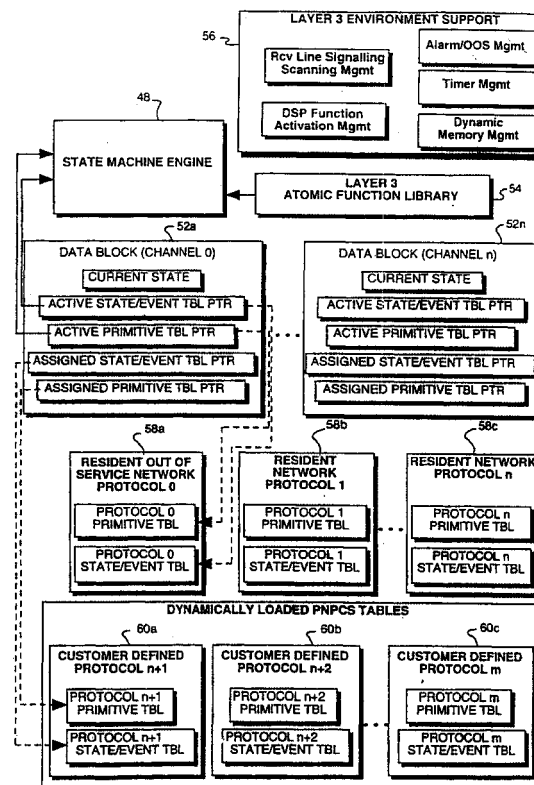 LAYER 3 ENVIRONMENT SUPPORT
56
Rcv Line Signalling
Scanning Mgmt
Alarm/OOS Mgmt
Timer Mgmt
DSP Function
Activation Mgmt
Dynamic
Memory Mgmt
48
STATE MACHINE ENGINE
LAYER 3
ATOMIC FUNCTION LIBRARY
54
52a
DATA BLOCK (CHANNEL 0)
CURRENT STATE
ACTIVE STATE/EVENT TBL PTR
ACTIVE PRIMITIVE TBL PTR
ASSIGNED STATE/EVENT TBL PTR
ASSIGNED PRIMITIVE TBL PTR
52n
DATA BLOCK (CHANNEL n)
CURRENT STATE
ACTIVE STATE/EVENT TBL PTR
ACTIVE PRIMITIVE TBL PTR
ASSIGNED STATE/EVENT TBL PTR
ASSIGNED PRIMITIVE TBL PTR
58a
RESIDENT OUT OF
SERVICE NETWORK
PROTOCOL 0
PROTOCOL 0
PRIMITIVE TBL
PROTOCOL 0
STATE/EVENT TBL
58b
RESIDENT
NETWORK
PROTOCOL 1
PROTOCOL 1
PRIMITIVE TBL
PROTOCOL 1
STATE/EVENT TBL
58c
RESIDENT NETWORK
PROTOCOL n
PROTOCOL n
PRIMITIVE TBL
PROTOCOL n
STATE/EVENT TBL
DYNAMICALLY LOADED PNPCS TABLES
60a
CUSTOMER DEFINED
PROTOCOL n+1
PROTOCOL n+1
PRIMITIVE TBL
PROTOCOL n+1
STATE/EVENT TBL
60b
CUSTOMER DEFINED
PROTOCOL n+2
PROTOCOL n+2
PRIMITIVE TBL
PROTOCOL n+2
STATE/EVENT TBL
60c
CUSTOMER DEFINED
PROTOCOL m
PROTOCOL m
PRIMITIVE TBL
PROTOCOL m
STATE/EVENT TBL